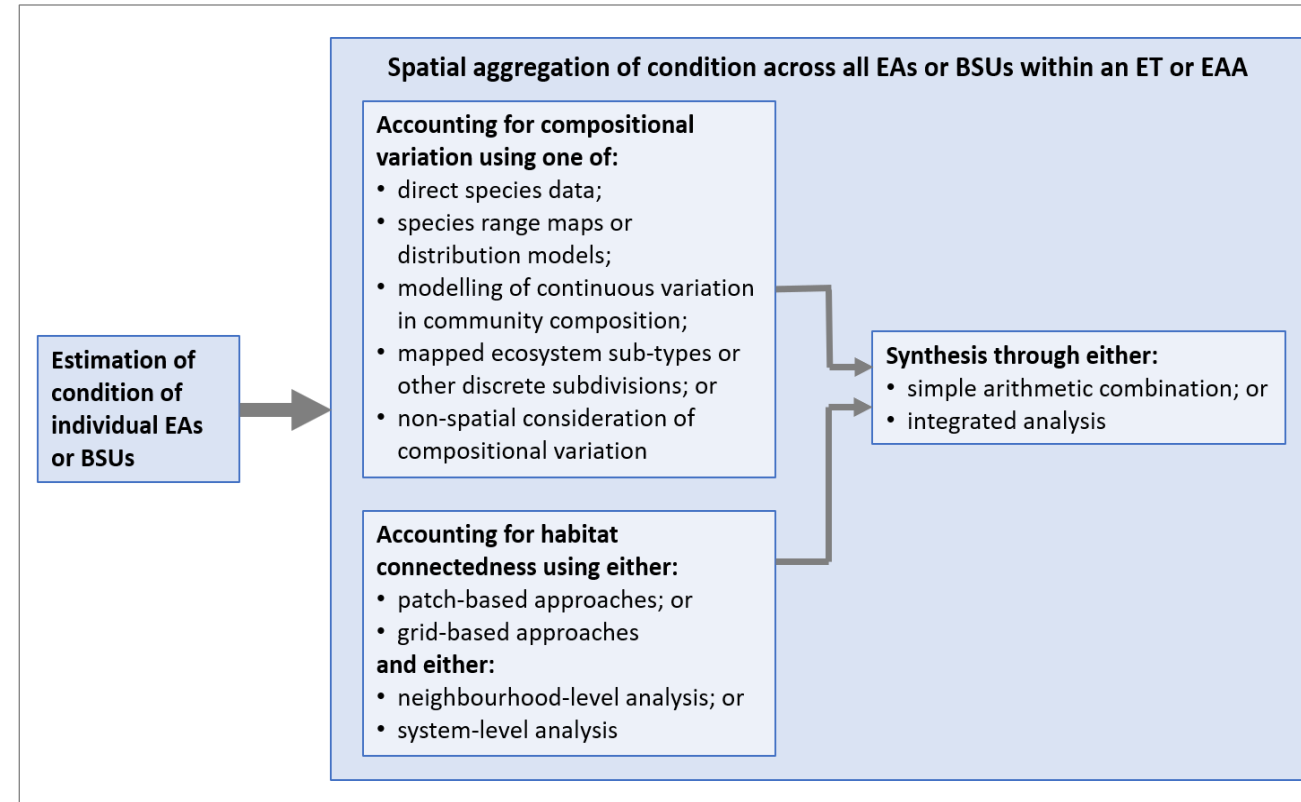 Spatial aggregation of condition across all EAs or BSUs within an ET or EAA
Estimation of
condition of
individual EAs
or BSUs
Accounting for compositional
variation using one of:
• direct species data;
• species range maps or
distribution models;
• modelling of continuous variation
in community composition;
• mapped ecosystem sub-types or
other discrete subdivisions; or
• non-spatial consideration of
compositional variation
Accounting for habitat
connectedness using either:
• patch-based approaches; or
• grid-based approaches
and either:
• neighbourhood-level analysis; or
• system-level analysis
Synthesis through either:
• simple arithmetic combination; or
• integrated analysis